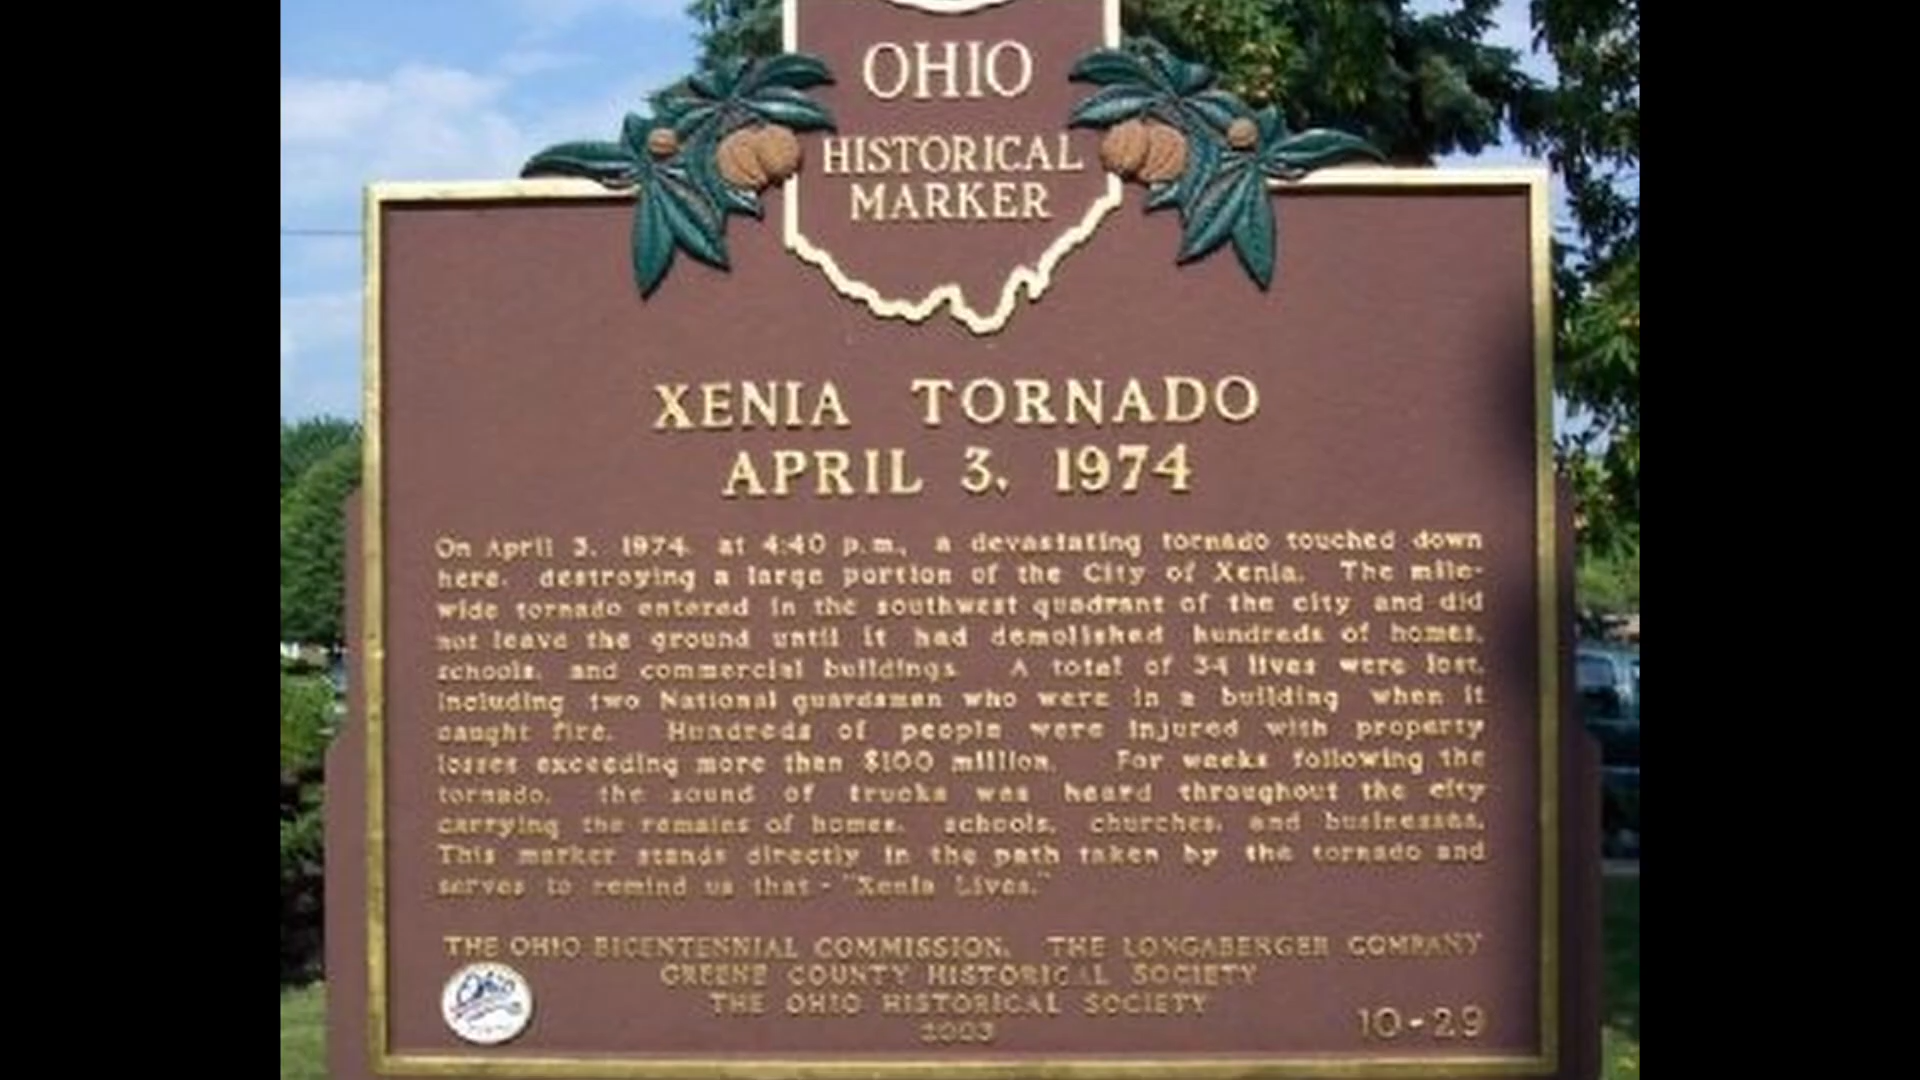 OHIO
HISTORICAL
MARKER
XENIA TORNADO
APRIL 3, 1974
On April 3, 1974, at 4:40 p.m., a devastating tornado touched down
here, destroying a large portion of the City of Xenia. The mile-
wide tornado entered in the southwest quadrant of the city and did
not leave the ground until it had demolished hundreds of homes,
schools, and commercial buildings. A total of 34 lives were lost,
including two National guardsmen who were in a building when it
caught fire. Hundreds of people were injured with property
losses exceeding more than $100 million. For weeks following the
tornado, the sound of trucks was heard throughout the city
carrying the remains of homes, schools, churches, and businesses.
This marker stands directly in the path taken by the tornado and
serves to remind us that - "Xenia Lives."
THE OHIO BICENTENNIAL COMMISSION, THE LONGABERGER COMPANY
GREENE COUNTY HISTORICAL SOCIETY
THE OHIO HISTORICAL SOCIETY
2003
10-29
Ohio